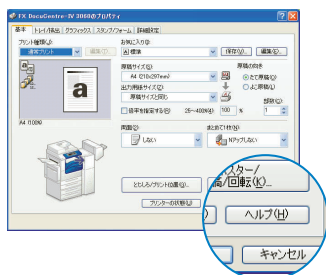 FX DocuCentre-IV 3060のプロパティ
基本 トレイ/排出 グラフィックス スタンプ/フォーム 詳細設定
プリント種類(J):
通常プリント
編集(T)...
お気に入り(F):
標準
保存(V)...
編集(E)...
原稿サイズ(S):
A4 (210x297mm)
出力用紙サイズ(Z):
原稿サイズと同じ
倍率を指定する(B)
25～400%(4):
100
%
原稿の向き
たて原稿(P)
よこ原稿(L)
部数(C):
1
A4 (100%)
両面(D):
しない
まとめて1枚(N):
Nアップしない
とじしろ/プリント位置(G)...
プリンターの状態(U)...
スター/
高/回転(K)...
ヘルプ(H)
キャンセル